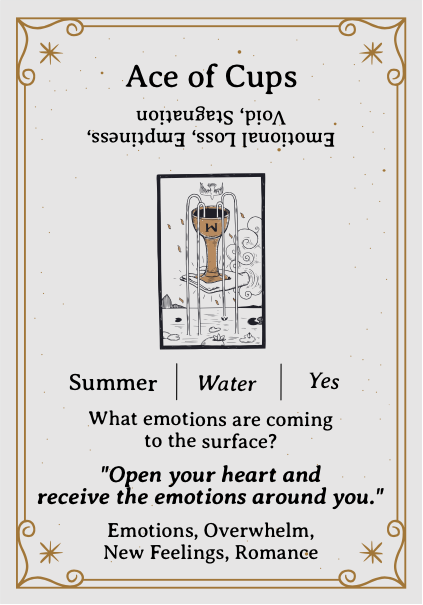 Ace of Cups
Emotional Loss, Emptiness,
Void, Stagnation
W
Summer | Water | Yes
What emotions are coming
to the surface?
"Open your heart and
receive the emotions around you."
Emotions, Overwhelm,
New Feelings, Romance